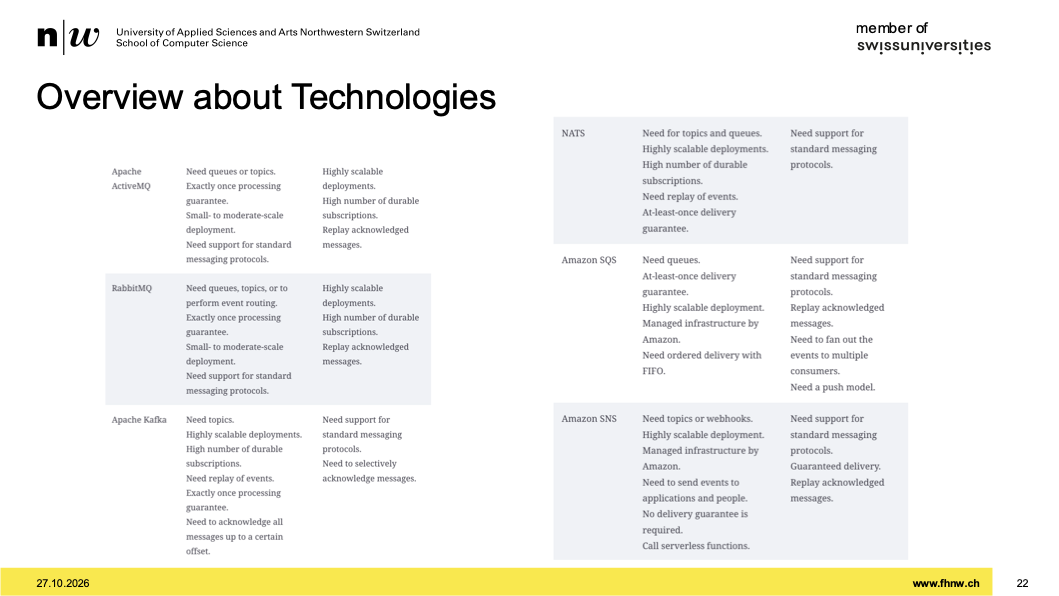 n|w
University of Applied Sciences and Arts Northwestern Switzerland
School of Computer Science
member of
swissuniversities
Overview about Technologies
Apache
ActiveMQ
Need queues or topics.
Exactly once processing
guarantee.
Small- to moderate-scale
deployment.
Need support for standard
messaging protocols.
Highly scalable
deployments.
High number of durable
subscriptions.
Replay acknowledged
messages.
RabbitMQ
Need queues, topics, or to
perform event routing.
Exactly once processing
guarantee.
Small- to moderate-scale
deployment.
Need support for standard
messaging protocols.
Highly scalable
deployments.
High number of durable
subscriptions.
Replay acknowledged
messages.
Apache Kafka
Need topics.
Highly scalable deployments.
High number of durable
subscriptions.
Need replay of events.
Exactly once processing
guarantee.
Need to acknowledge all
messages up to a certain
offset.
Need support for
standard messaging
protocols.
Need to selectively
acknowledge messages.
NATS
Need for topics and queues.
Highly scalable deployments.
High number of durable
subscriptions.
Need replay of events.
At-least-once delivery
guarantee.
Need support for
standard messaging
protocols.
Amazon SQS
Need queues.
At-least-once delivery
guarantee.
Highly scalable deployment.
Managed infrastructure by
Amazon.
Need ordered delivery with
FIFO.
Need support for
standard messaging
protocols.
Replay acknowledged
messages.
Need to fan out the
events to multiple
consumers.
Need a push model.
Amazon SNS
Need topics or webhooks.
Highly scalable deployment.
Managed infrastructure by
Amazon.
Need to send events to
applications and people.
No delivery guarantee is
required.
Call serverless functions.
Need support for
standard messaging
protocols.
Guaranteed delivery.
Replay acknowledged
messages.
27.10.2026
www.fhnw.ch
22